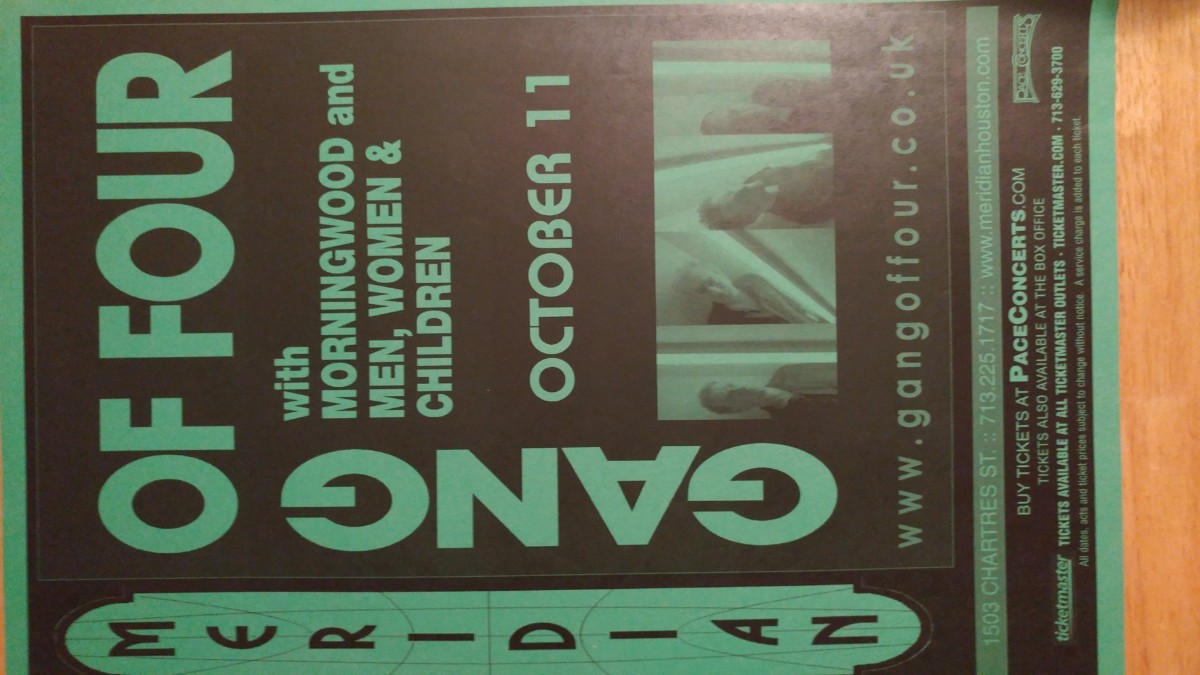 MERIDIAN
GANG
OF FOUR
with
MORNINGWOOD and
MEN, WOMEN &
CHILDREN
OCTOBER 11
www.gangoffour.co.uk
1503 CHARTRES ST. :: 713.225.1717 :: www.meridianhouston.com
BUY TICKETS AT PACECONCERTS.COM
TICKETS ALSO AVAILABLE AT THE BOX OFFICE
PACE CONCERTS
ticketmaster TICKETS AVAILABLE AT ALL TICKETMASTER OUTLETS · TICKETMASTER.COM · 713-629-3700
All dates, acts and ticket prices subject to change without notice. A service charge is added to each ticket.